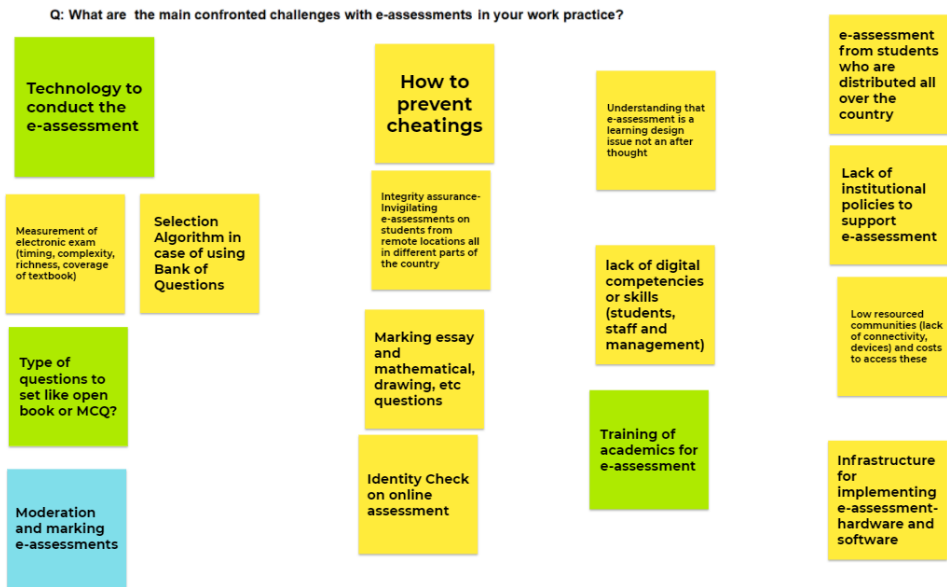 Q: What are  the main confronted challenges with e-assessments in your work practice?
Technology to
conduct the
e-assessment
Measurement of
electronic exam
(timing, complexity,
richness, coverage
of textbook)
Selection
Algorithm in
case of using
Bank of
Questions
Type of
questions to
set like open
book or MCQ?
Moderation
and marking
e-assessments
How to
prevent
cheatings
Integrity assurance-
Invigilating
e-assessments on
students from
remote locations all
in different parts of
the country
Marking essay
and
mathematical,
drawing, etc
questions
Identity Check
on online
assessment
Understanding that
e-assessment is a
learning design
issue not an after
thought
lack of digital
competencies
or skills
(students,
staff and
management)
Training of
academics for
e-assessment
e-assessment
from students
who are
distributed all
over the
country
Lack of
institutional
policies to
support
e-assessment
Low resourced
communities (lack
of connectivity,
devices) and costs
to access these
Infrastructure
for
implementing
e-assessment-
hardware and
software